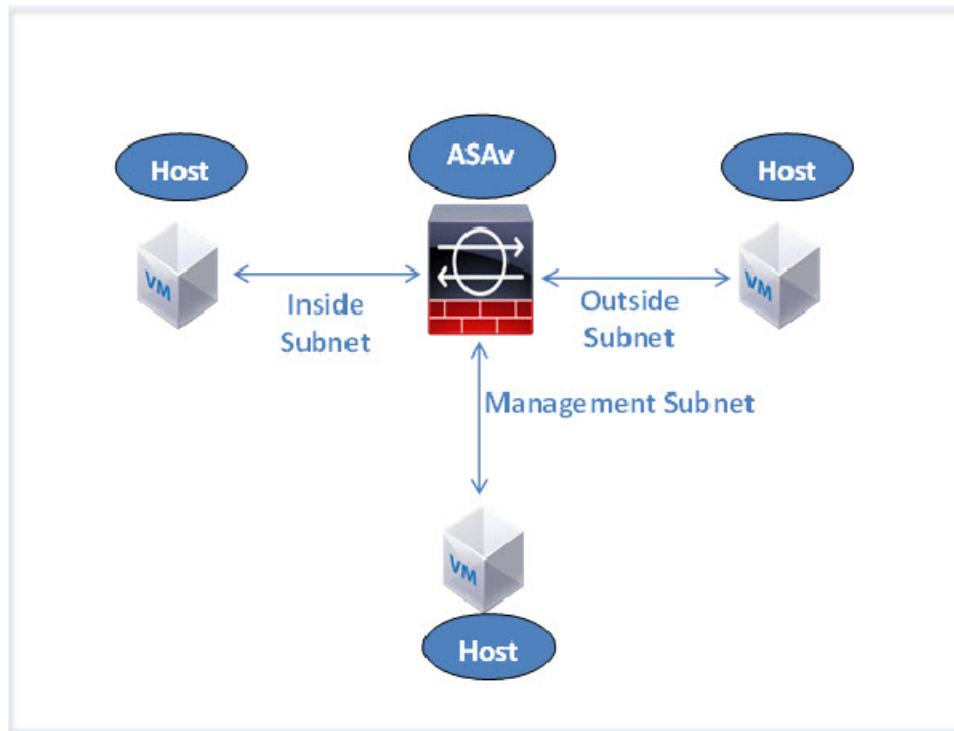 ASAv
Host
Host
VM
VM
Inside
Subnet
Outside
Subnet
Management Subnet
VM
Host